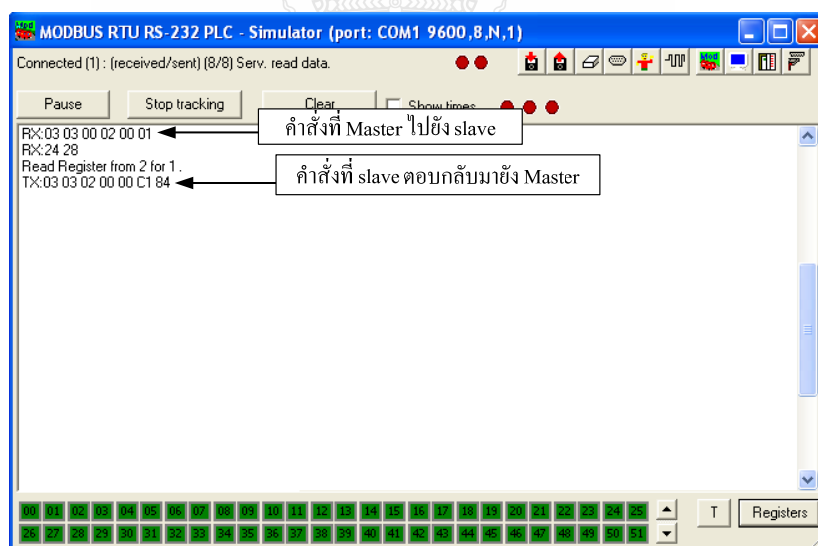 MODBUS RTU RS-232 PLC - Simulator (port: COM1 9600,8,N,1)
Connected (1) : (received/sent) (8/8) Serv. read data.
Pause Stop tracking Clear Show times
RX:03 03 00 02 00 01
คำสั่งที่ Master ไปยัง slave
RX:24 28
Read Register from 2 for 1 .
TX:03 03 02 00 00 C1 84
คำสั่งที่ slave ตอบกลับมายัง Master
00 01 02 03 04 05 06 07 08 09 10 11 12 13 14 15 16 17 18 19 20 21 22 23 24 25 T Registers
26 27 28 29 30 31 32 33 34 35 36 37 38 39 40 41 42 43 44 45 46 47 48 49 50 51